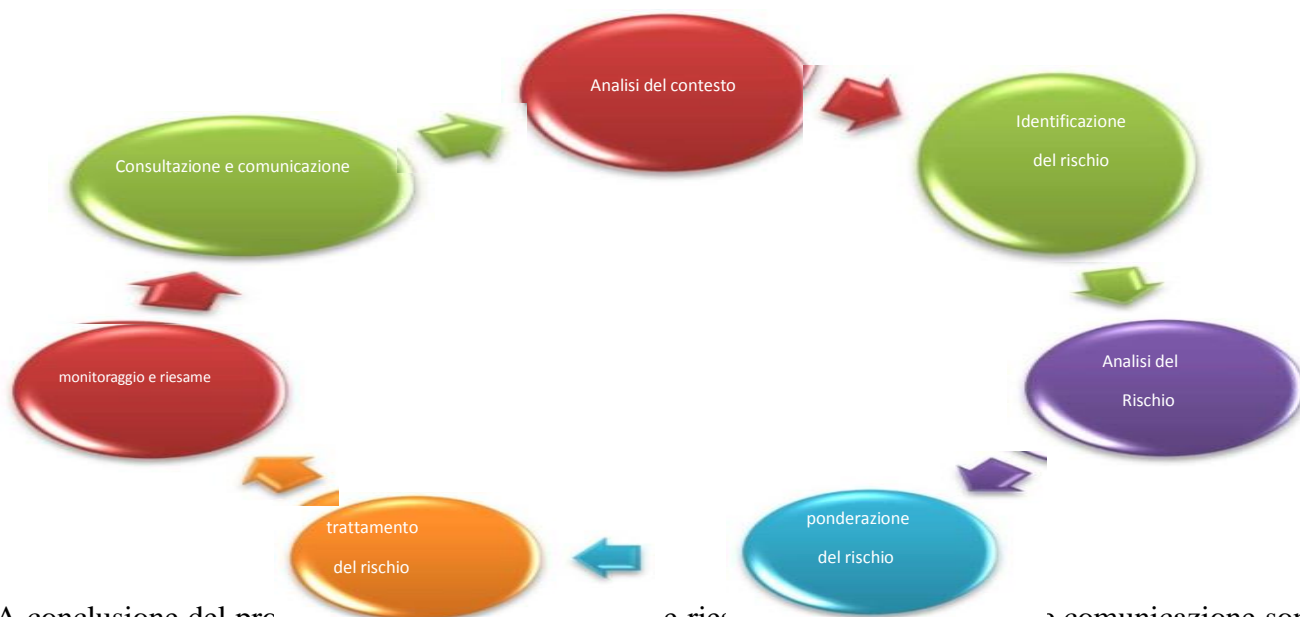 Analisi del contesto
Identificazione
del rischio
Analisi del
Rischio
ponderazione
del rischio
trattamento
del rischio
monitoraggio e riesame
Consultazione e comunicazione
A conclusione del comunicazione